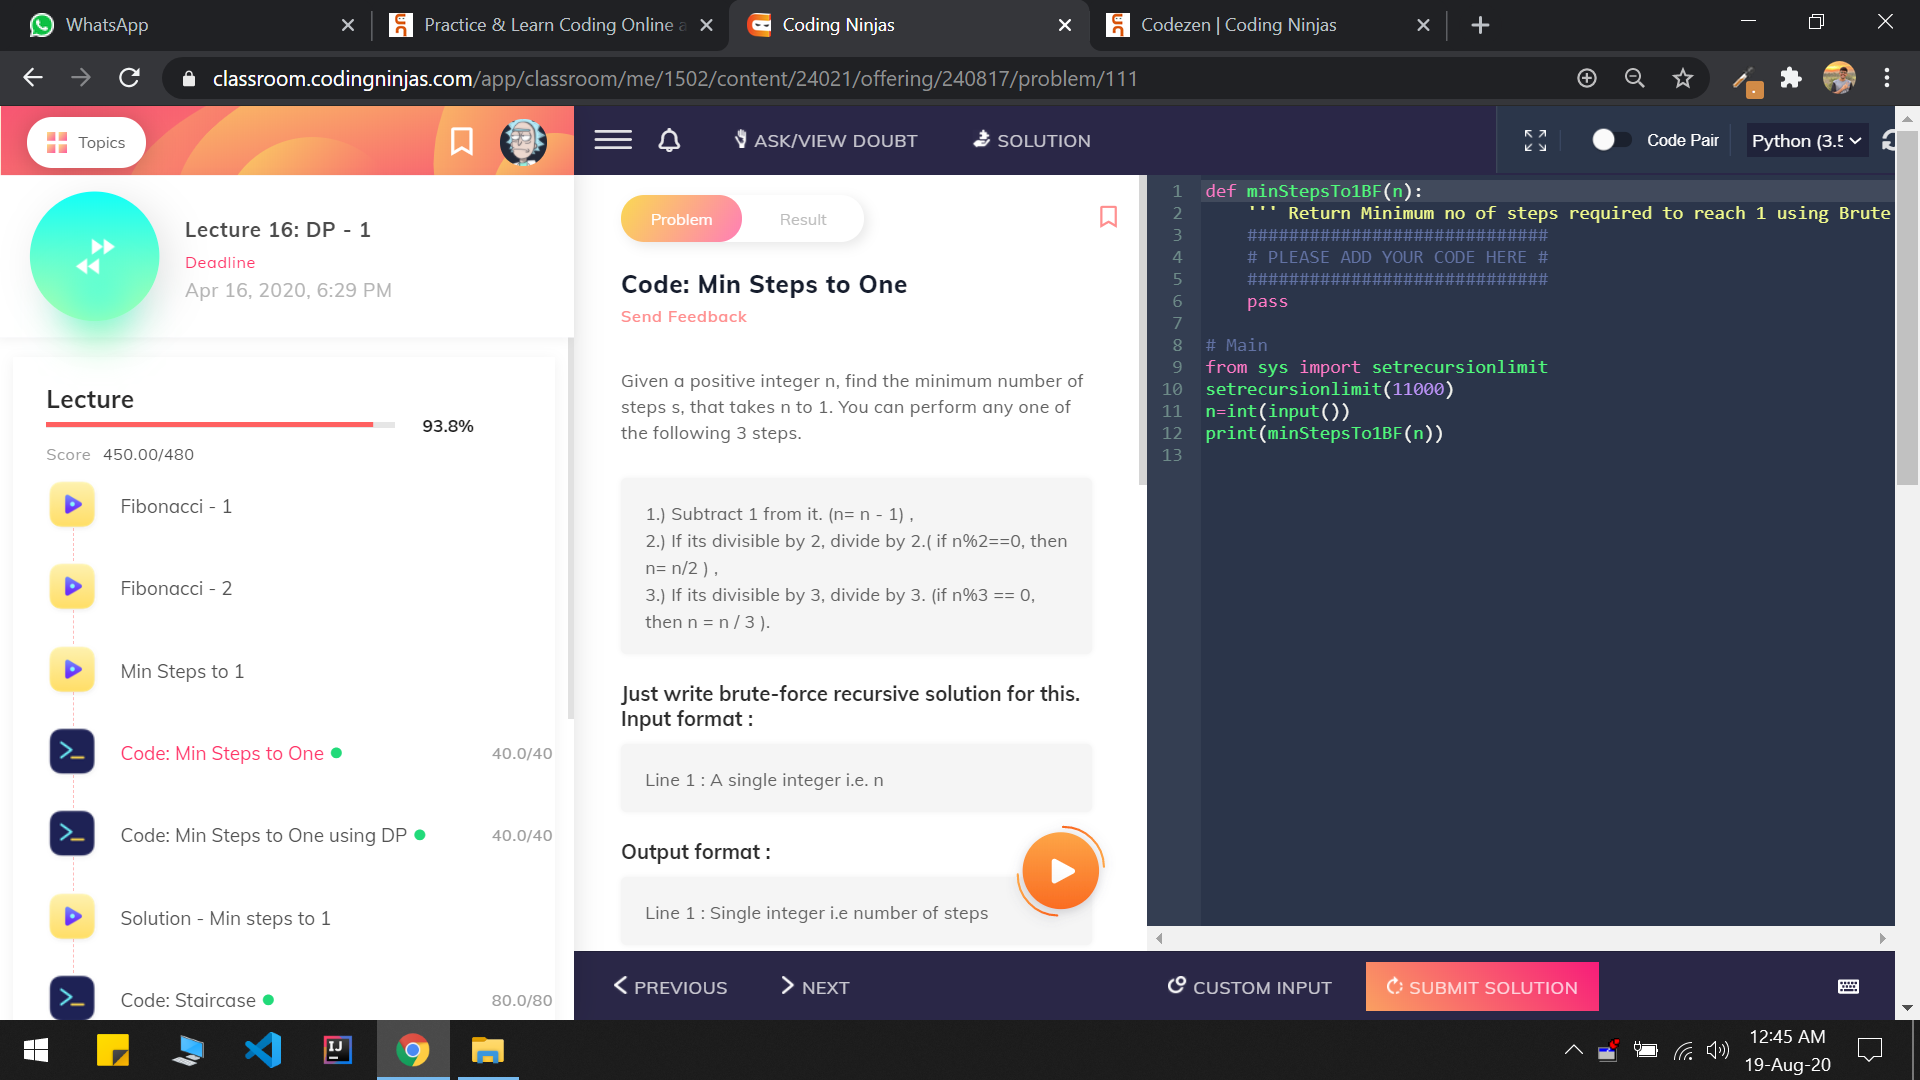 WhatsApp
Practice & Learn Coding Online a
Coding Ninjas
Codezen | Coding Ninjas
classroom.codingninjas.com/app/classroom/me/1502/content/24021/offering/240817/problem/111
Topics
ASK/VIEW DOUBT
SOLUTION
Code Pair
Python (3.5
Lecture 16: DP - 1
Deadline
Apr 16, 2020, 6:29 PM
Lecture
93.8%
Score 450.00/480
Fibonacci - 1
Fibonacci - 2
Min Steps to 1
Code: Min Steps to One
40.0/40
Code: Min Steps to One using DP
40.0/40
Solution - Min steps to 1
Code: Staircase
80.0/80
Problem
Result
Code: Min Steps to One
Send Feedback
Given a positive integer n, find the minimum number of
steps s, that takes n to 1. You can perform any one of
the following 3 steps.
1.) Subtract 1 from it. (n= n - 1) ,
2.) If its divisible by 2, divide by 2.( if n%2==0, then
n= n/2 ) ,
3.) If its divisible by 3, divide by 3. (if n%3 == 0,
then n = n / 3 ).
Just write brute-force recursive solution for this.
Input format :
Line 1 : A single integer i.e. n
Output format :
Line 1 : Single integer i.e number of steps
1 def minStepsTo1BF(n):
2 ''' Return Minimum no of steps required to reach 1 using Brute
3 #############################
4 # PLEASE ADD YOUR CODE HERE #
5 #############################
6 pass
7
8 # Main
9 from sys import setrecursionlimit
10 setrecursionlimit(11000)
11 n=int(input())
12 print(minStepsTo1BF(n))
13
PREVIOUS
NEXT
CUSTOM INPUT
SUBMIT SOLUTION
IJ
12:45 AM
19-Aug-20